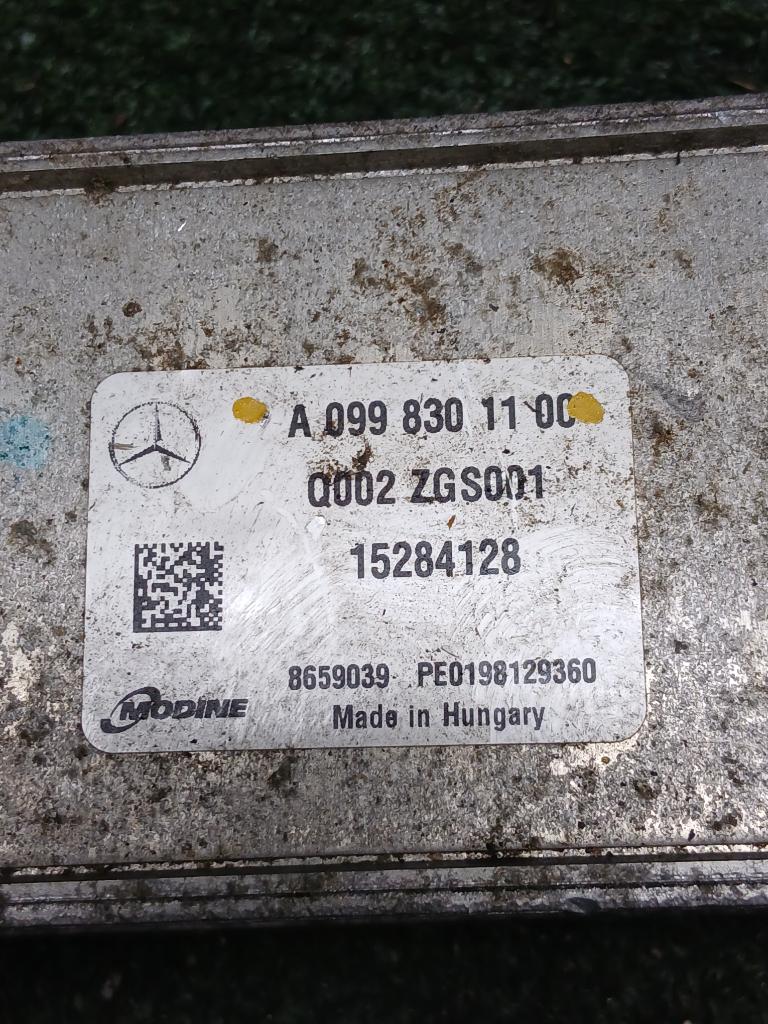 A 099 830 11 00
Q002 ZGS001
15284128
8659039 PE0198129360
MODINE
Made in Hungary